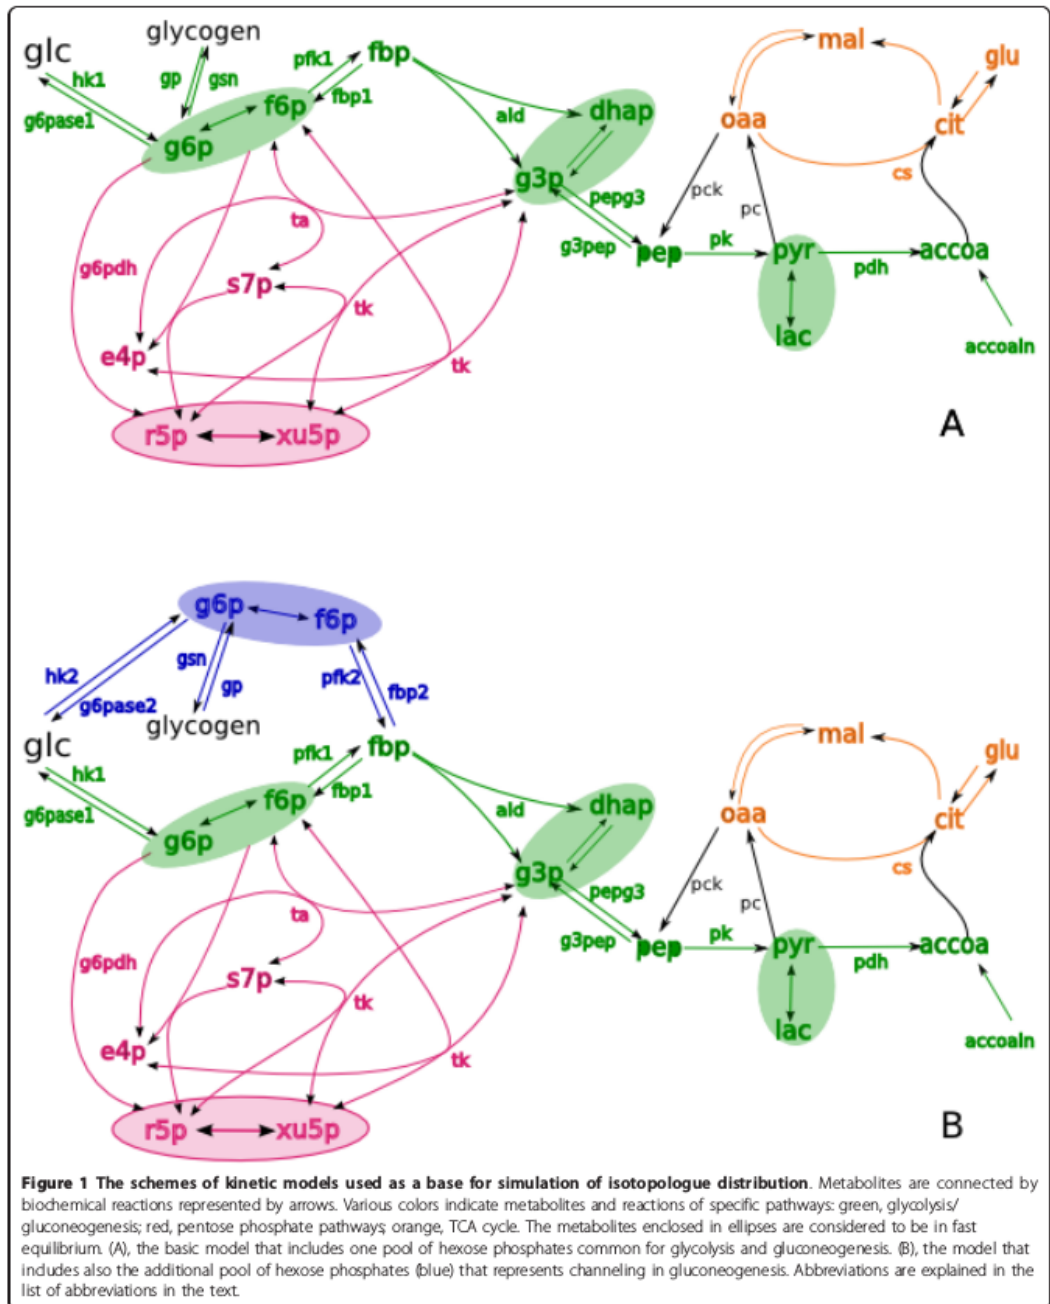 glycogen
glc
fbp
mal
glu
pfk1
hk1
gp
gsn
fbp1
f6p
dhap
g6pase1
g6p
ald
oaa
cit
cs
g3p
pepg3
pck
pc
ta
g3pep
pep
pk
pyr
pdh
accoa
g6pdh
s7p
tk
lac
accoaIn
e4p
tk
A
r5p
xu5p
g6p
f6p
gsn
hk2
gp
pfk2
fbp2
g6pase2
glycogen
glc
fbp
mal
glu
pfk1
hk1
fbp1
f6p
dhap
g6pase1
g6p
ald
oaa
cit
cs
g3p
pepg3
pck
pc
ta
g3pep
pep
pk
pyr
pdh
accoa
g6pdh
s7p
tk
lac
accoaIn
e4p
tk
B
r5p
xu5p
Figure 1 The schemes of kinetic models used as a base for simulation of isotopologue distribution. Metabolites are connected by
biochemical reactions represented by arrows. Various colors indicate metabolites and reactions of specific pathways: green, glycolysis/
gluconeogenesis; red, pentose phosphate pathways; orange, TCA cycle. The metabolites enclosed in ellipses are considered to be in fast
equilibrium. (A), the basic model that includes one pool of hexose phosphates common for glycolysis and gluconeogenesis. (B), the model that
includes also the additional pool of hexose phosphates (blue) that represents channeling in gluconeogenesis. Abbreviations are explained in the
list of abbreviations in the text.